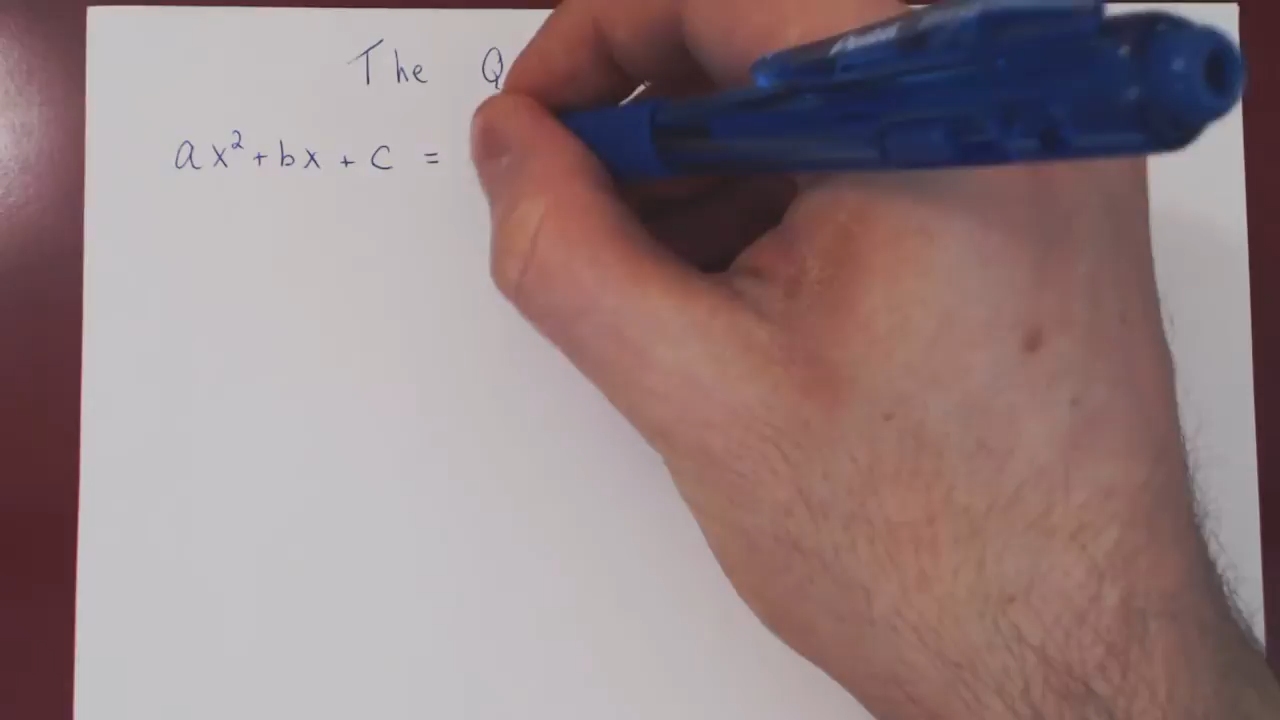 The Q
ax²+bx+c =